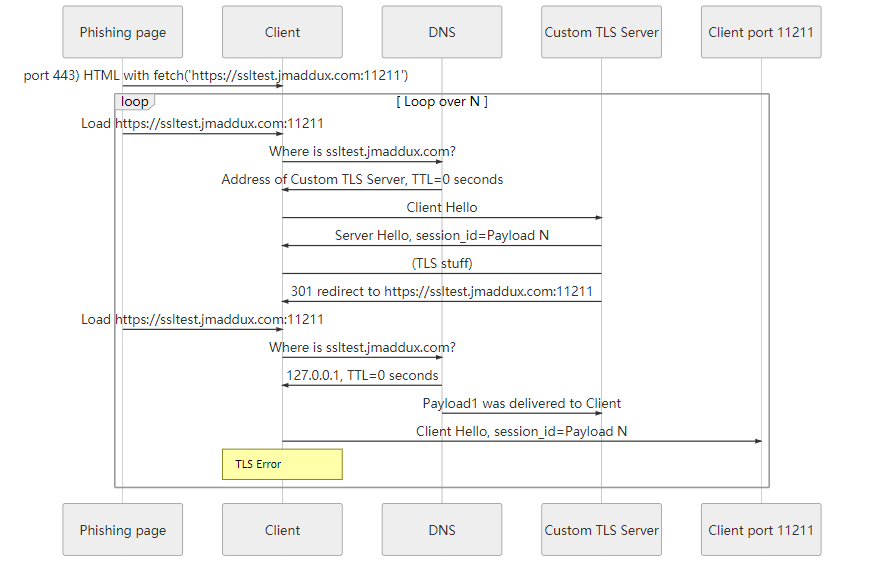 Phishing page Client DNS Custom TLS Server Client port 11211
port 443) HTML with fetch('https://ssltest.jmaddux.com:11211')
loop [ Loop over N ]
Load https://ssltest.jmaddux.com:11211
Where is ssltest.jmaddux.com?
Address of Custom TLS Server, TTL=0 seconds
Client Hello
Server Hello, session_id=Payload N
(TLS stuff)
301 redirect to https://ssltest.jmaddux.com:11211
Load https://ssltest.jmaddux.com:11211
Where is ssltest.jmaddux.com?
127.0.0.1, TTL=0 seconds
Payload1 was delivered to Client
Client Hello, session_id=Payload N
TLS Error
Phishing page Client DNS Custom TLS Server Client port 11211